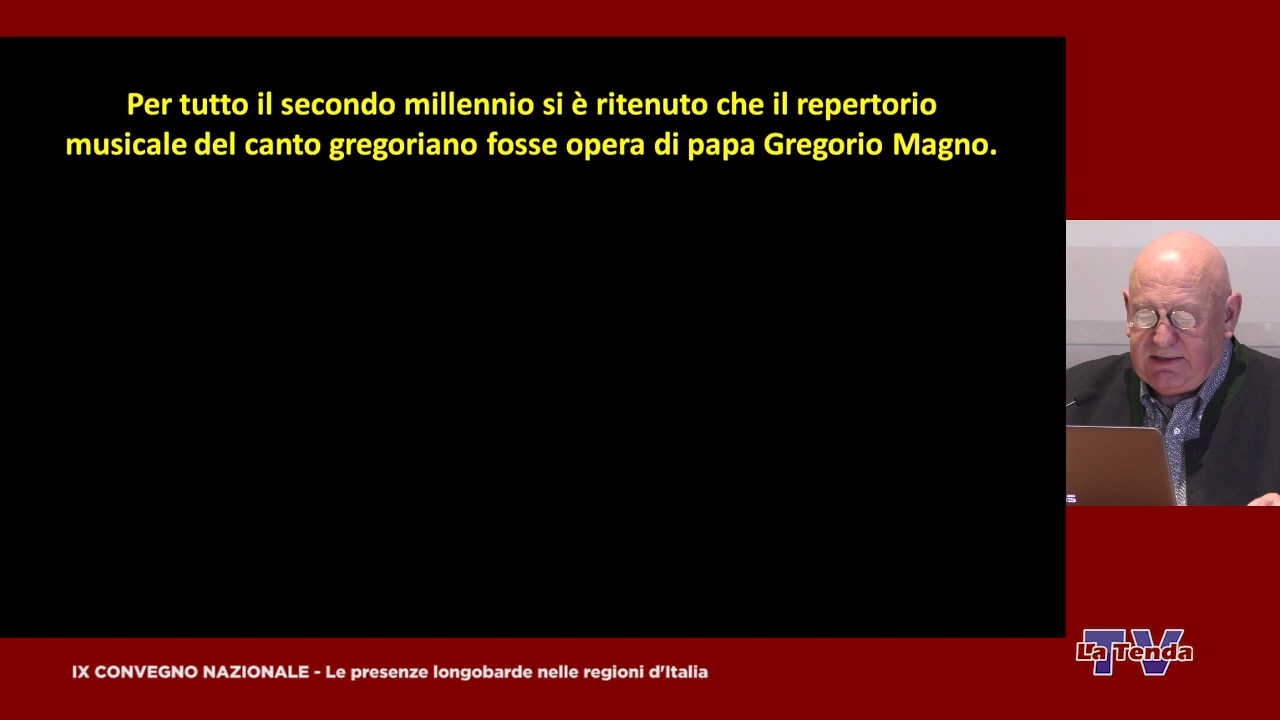 Per tutto il secondo millennio si è ritenuto che il repertorio
musicale del canto gregoriano fosse opera di papa Gregorio Magno.
IX CONVEGNO NAZIONALE - Le presenze longobarde nelle regioni d'Italia
TV
La Tenda